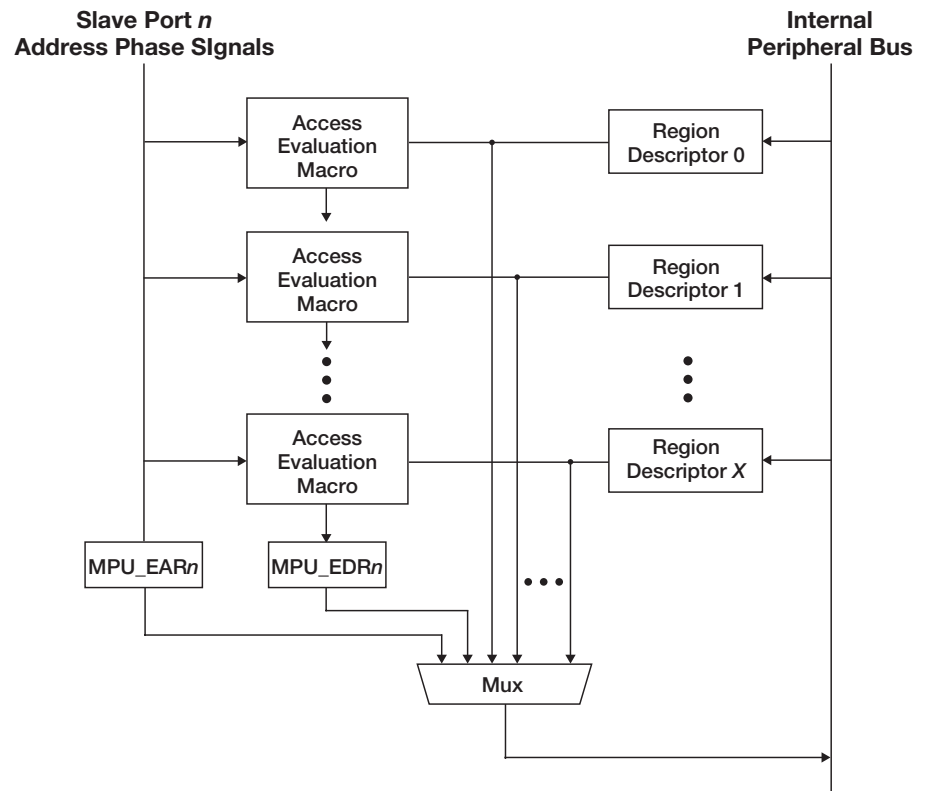 Slave Port n
Address Phase SIgnals
Internal
Peripheral Bus
Access
Evaluation
Macro
Region
Descriptor 0
Access
Evaluation
Macro
Region
Descriptor 1
Access
Evaluation
Macro
Region
Descriptor X
MPU_EARn
MPU_EDRn
Mux